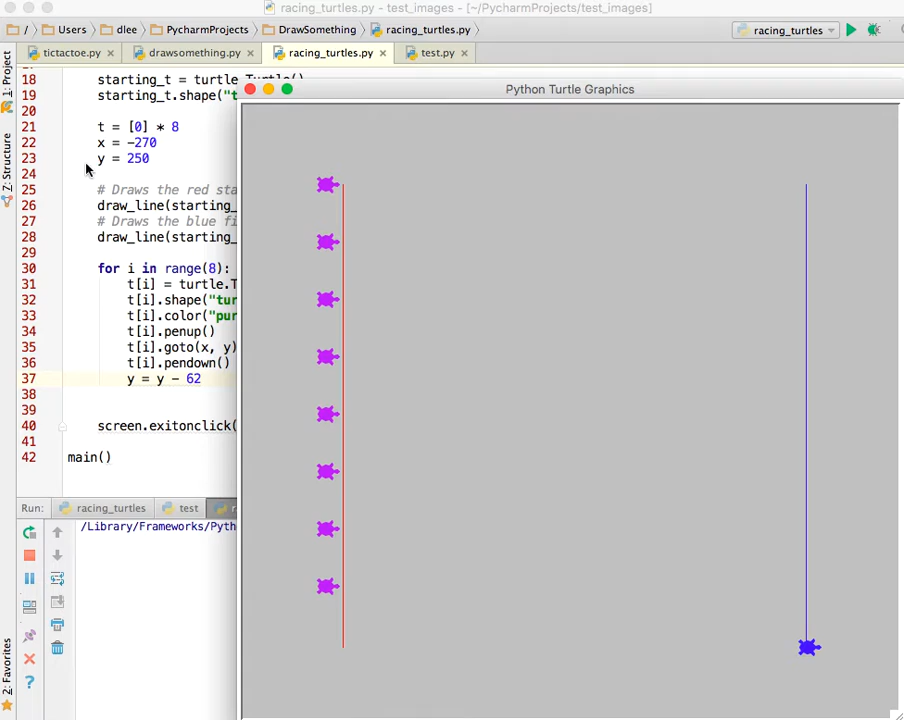 racing_turtles.py - test_images - [~/PycharmProjects/test_images]
/ Users dlee PycharmProjects DrawSomething racing_turtles.py racing_turtles
tictactoe.py drawsomething.py racing_turtles.py test.py
1: Project
Z: Structure
2: Favorites
18 starting_t = turtle.Turtle()
19 starting_t.shape("t
20
21 t = [0] * 8
22 x = -270
23 y = 250
24
25 # Draws the red sta
26 draw_line(starting_
27 # Draws the blue fi
28 draw_line(starting_
29
30 for i in range(8):
31 t[i] = turtle.T
32 t[i].shape("tur
33 t[i].color("pur
34 t[i].penup()
35 t[i].goto(x, y)
36 t[i].pendown()
37 y = y - 62
38
39
40 screen.exitonclick(
41
42 main()
Python Turtle Graphics
Run: racing_turtles test r
/Library/Frameworks/Pyth